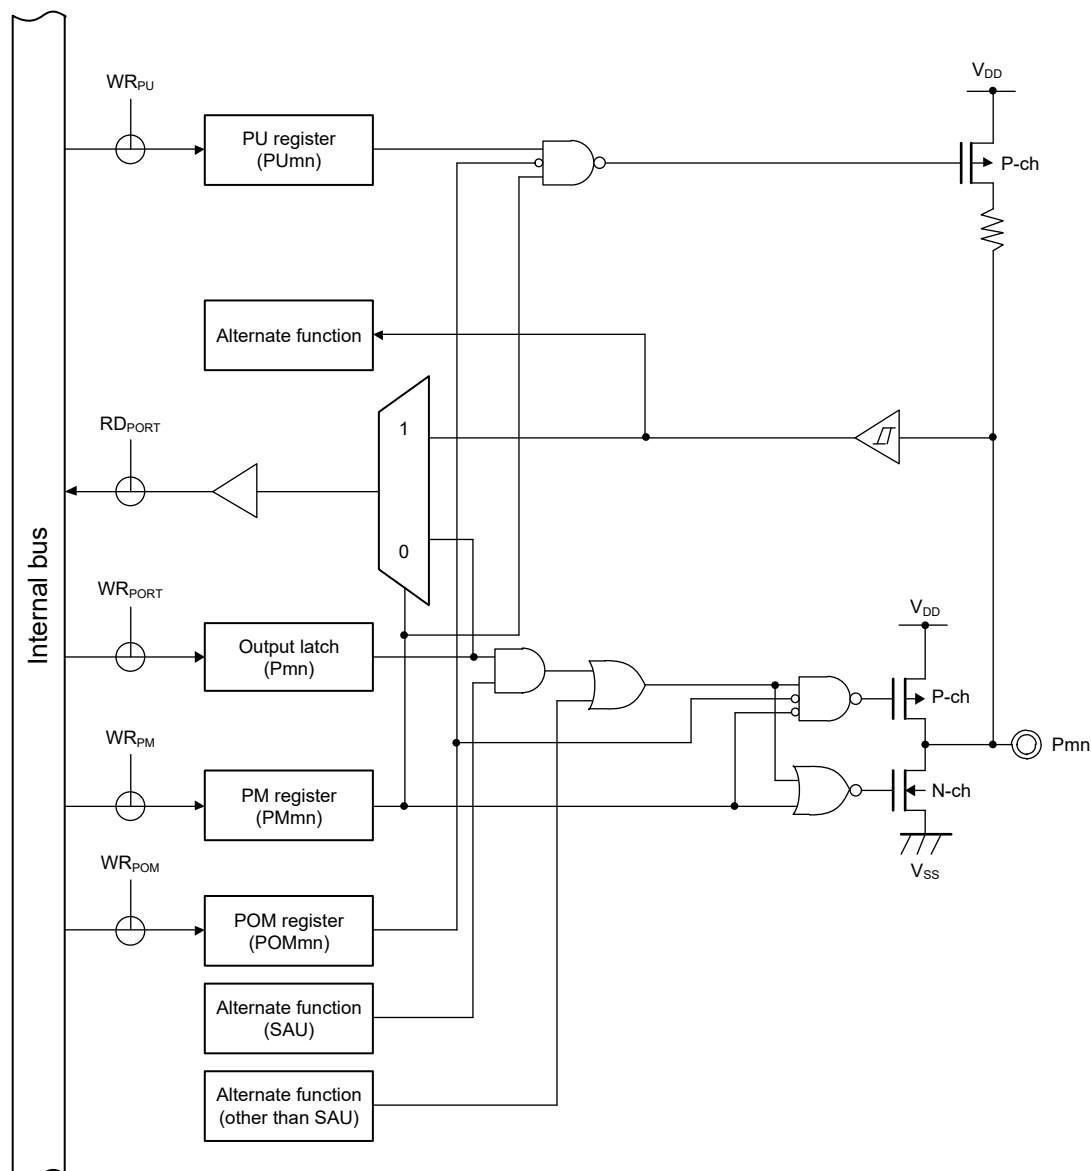 WRPU
VDD
PU register
(PUmn)
P-ch
Alternate function
RDPORT
1
0
Internal bus
WRPORT
Output latch
(Pmn)
VDD
P-ch
WRPM
Pmn
PM register
(PMmn)
N-ch
WRPOM
VSS
POM register
(POMmn)
Alternate function
(SAU)
Alternate function
(other than SAU)